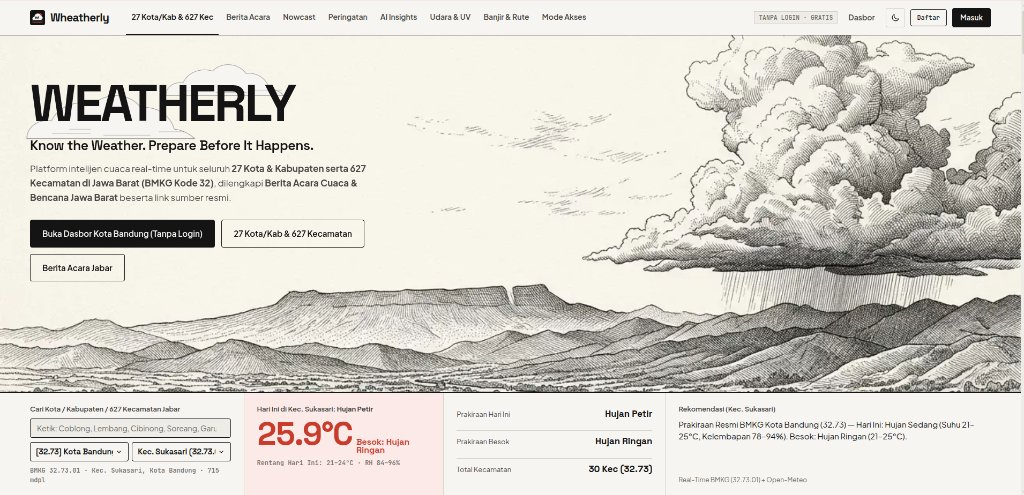 Wheatherly
27 Kota/Kab & 627 Kec
Berita Acara
Nowcast
Peringatan
AI Insights
Udara & UV
Banjir & Rute
Mode Akses
TANPA LOGIN · GRATIS
Dasbor
Daftar
Masuk
WEATHERLY
Know the Weather. Prepare Before It Happens.
Platform intelijen cuaca real-time untuk seluruh 27 Kota & Kabupaten serta 627
Kecamatan di Jawa Barat (BMKG Kode 32), dilengkapi Berita Acara Cuaca &
Bencana Jawa Barat beserta link sumber resmi.
Buka Dasbor Kota Bandung (Tanpa Login)
27 Kota/Kab & 627 Kecamatan
Berita Acara Jabar
Cari Kota / Kabupaten / 627 Kecamatan Jabar
Ketik: Coblong, Lembang, Cibinong, Soreang, Garu
[32.73] Kota Bandung
Kec. Sukasari (32.73.
BMKG 32.73.01 · Kec. Sukasari, Kota Bandung · 715
mdpl
Hari Ini di Kec. Sukasari: Hujan Petir
25.9°C
Besok: Hujan
Ringan
Rentang Hari Ini: 21–24°C · RH 84–96%
Prakiraan Hari Ini
Hujan Petir
Prakiraan Besok
Hujan Ringan
Total Kecamatan
30 Kec (32.73)
Rekomendasi (Kec. Sukasari)
Prakiraan Resmi BMKG Kota Bandung (32.73) — Hari Ini: Hujan Sedang (Suhu 21–
25°C, Kelembapan 78–94%). Besok: Hujan Ringan (21–25°C).
Real-Time BMKG (32.73.01) + Open-Meteo